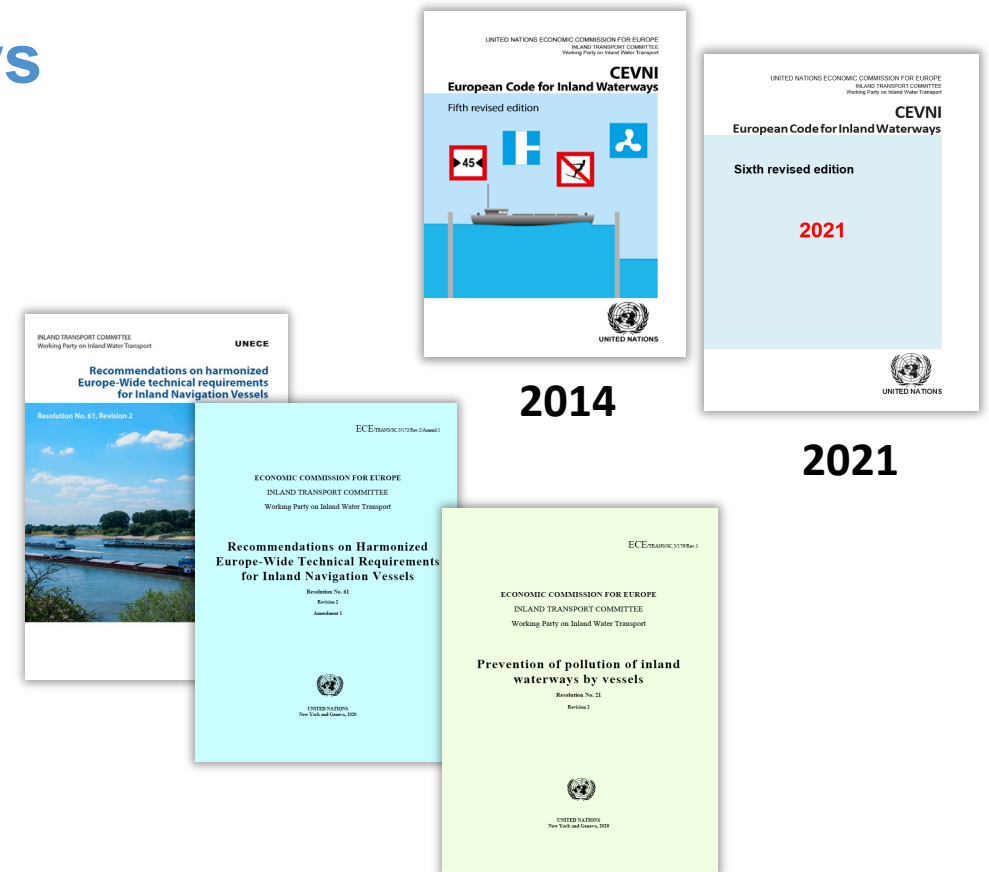 ys
UNITED NATIONS ECONOMIC COMMISSION FOR EUROPE
INLAND TRANSPORT COMMITTEE
Working Party on Inland Water Transport
CEVNI
European Code for Inland Waterways
Fifth revised edition
45
UNITED NATIONS
2014
UNITED NATIONS ECONOMIC COMMISSION FOR EUROPE
INLAND TRANSPORT COMMITTEE
Working Party on Inland Water Transport
CEVNI
European Code for Inland Waterways
Sixth revised edition
2021
UNITED NATIONS
2021
INLAND TRANSPORT COMMITTEE
Working Party on Inland Water Transport
UNECE
Recommendations on harmonized
Europe-Wide technical requirements
for Inland Navigation Vessels
Resolution No. 61, Revision 2
ECE/TRANS/SC.3/172/Rev.2/Amend.1
ECONOMIC COMMISSION FOR EUROPE
INLAND TRANSPORT COMMITTEE
Working Party on Inland Water Transport
Recommendations on Harmonized
Europe-Wide Technical Requirements
for Inland Navigation Vessels
Resolution No. 61
Revision 2
Amendment 1
UNITED NATIONS
New York and Geneva, 2020
ECE/TRANS/SC.3/179/Rev.1
ECONOMIC COMMISSION FOR EUROPE
INLAND TRANSPORT COMMITTEE
Working Party on Inland Water Transport
Prevention of pollution of inland
waterways by vessels
Resolution No. 21
Revision 2
UNITED NATIONS
New York and Geneva, 2020